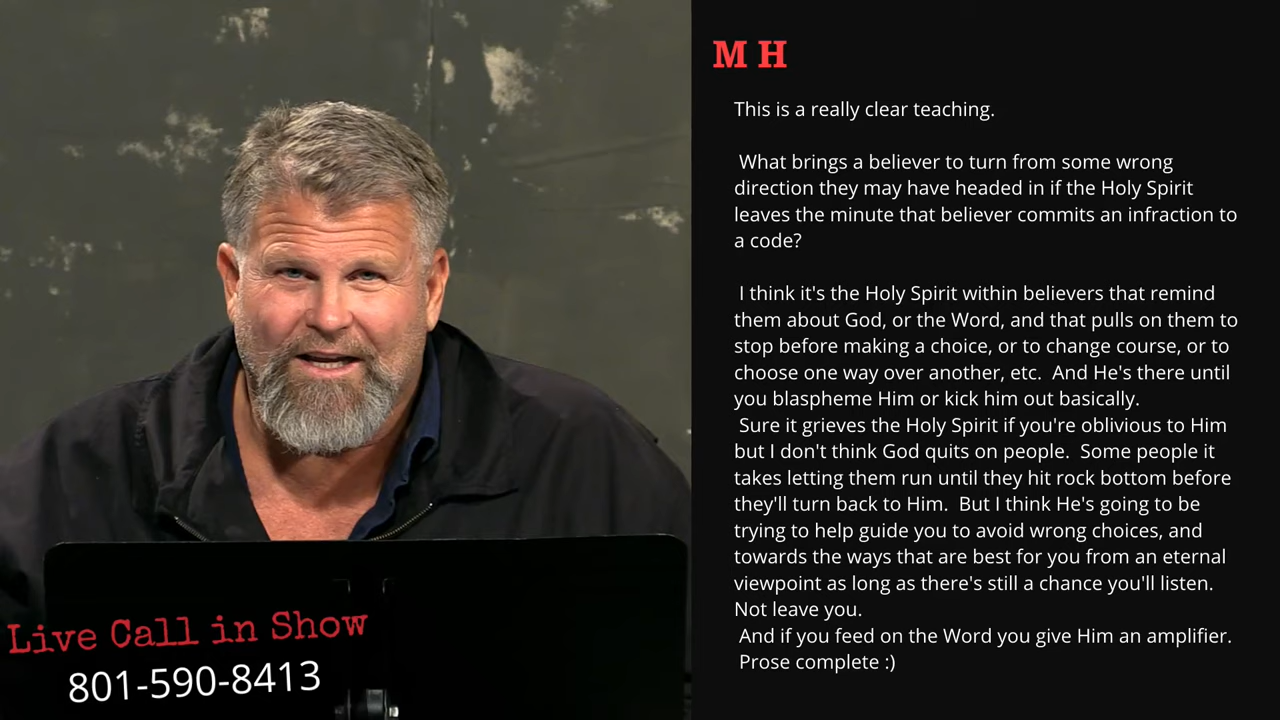 M H
This is a really clear teaching.
What brings a believer to turn from some wrong
direction they may have headed in if the Holy Spirit
leaves the minute that believer commits an infraction to
a code?
I think it's the Holy Spirit within believers that remind
them about God, or the Word, and that pulls on them to
stop before making a choice, or to change course, or to
choose one way over another, etc.  And He's there until
you blaspheme Him or kick him out basically.
Sure it grieves the Holy Spirit if you're oblivious to Him
but I don't think God quits on people.  Some people it
takes letting them run until they hit rock bottom before
they'll turn back to Him.  But I think He's going to be
trying to help guide you to avoid wrong choices, and
towards the ways that are best for you from an eternal
viewpoint as long as there's still a chance you'll listen.
Not leave you.
And if you feed on the Word you give Him an amplifier.
Prose complete :)
Live Call in Show
801-590-8413